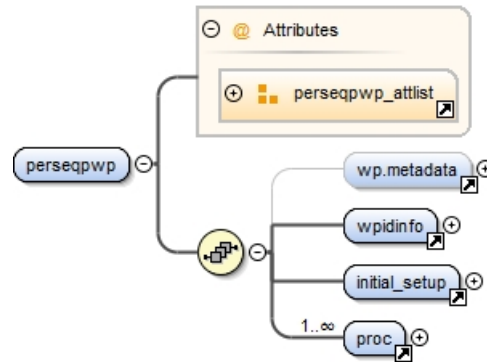 @ Attributes
perseqpwp_attlist
perseqpwp
wp.metadata
wpidinfo
initial_setup
1..∞
proc